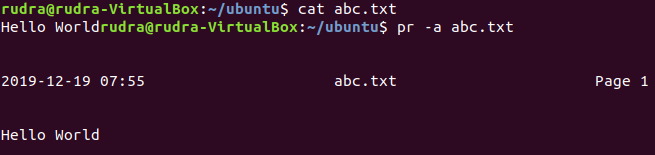 rudra@rudra-VirtualBox:~/ubuntu$ cat abc.txt
Hello Worldrudra@rudra-VirtualBox:~/ubuntu$ pr -a abc.txt
2019-12-19 07:55 abc.txt Page 1
Hello World